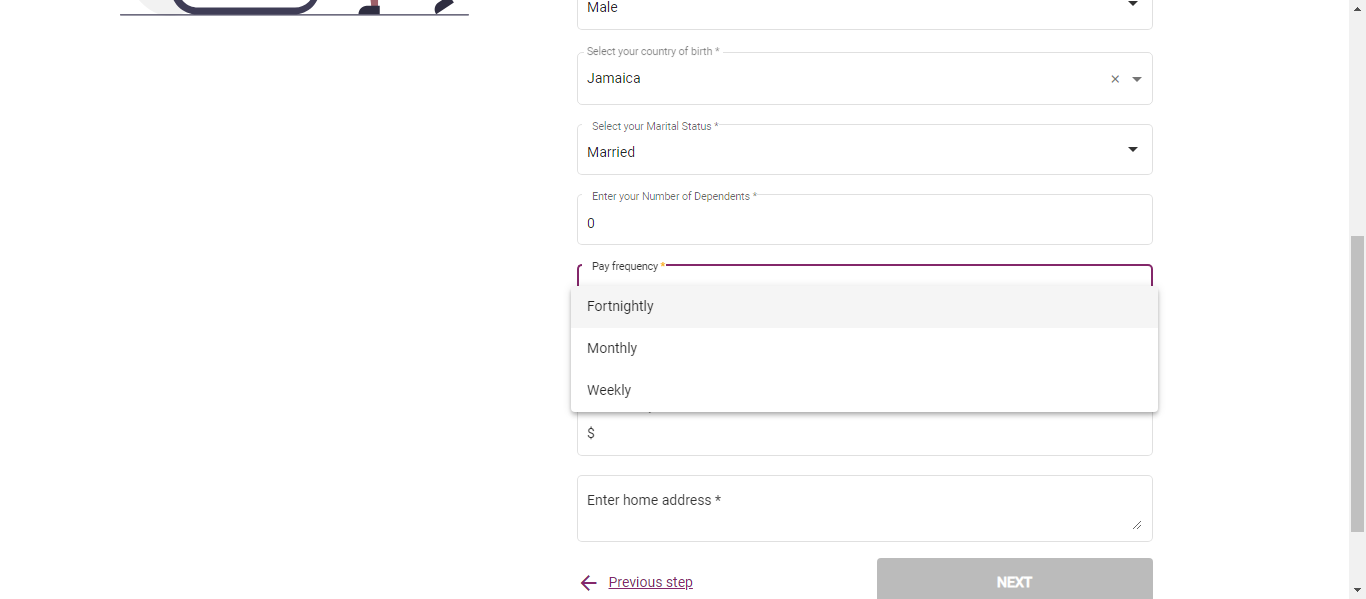 Male
Select your country of birth *
Jamaica
Select your Marital Status *
Married
Enter your Number of Dependents *
0
Pay frequency *
Fortnightly
Monthly
Weekly
$
Enter home address *
Previous step
NEXT